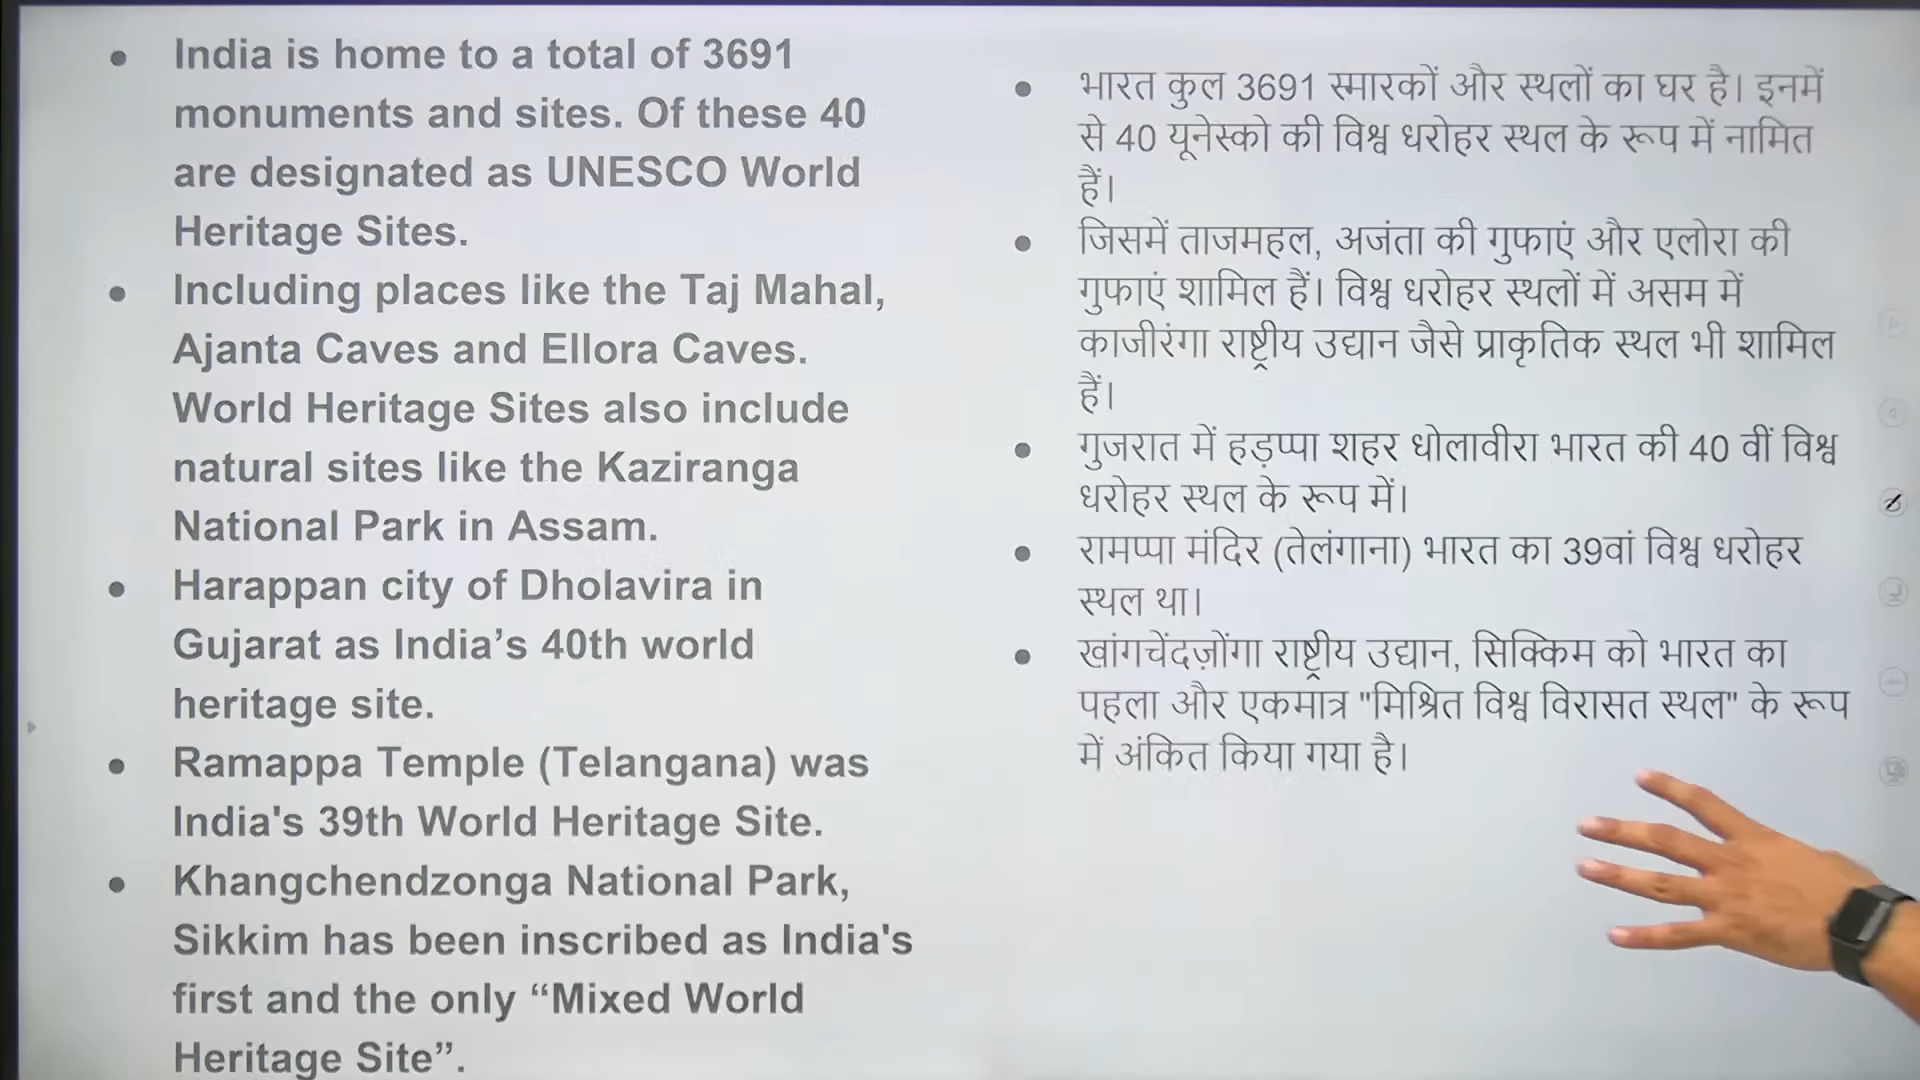 India is home to a total of 3691
monuments and sites. Of these 40
are designated as UNESCO World
Heritage Sites.
Including places like the Taj Mahal,
Ajanta Caves and Ellora Caves.
World Heritage Sites also include
natural sites like the Kaziranga
National Park in Assam.
Harappan city of Dholavira in
Gujarat as India’s 40th world
heritage site.
Ramappa Temple (Telangana) was
India's 39th World Heritage Site.
Khangchendzonga National Park,
Sikkim has been inscribed as India's
first and the only “Mixed World
Heritage Site”.
भारत कुल 3691 स्मारकों और स्थलों का घर है। इनमें
से 40 यूनेस्को की विश्व धरोहर स्थल के रूप में नामित
हैं।
जिसमें ताजमहल, अजंता की गुफाएं और एलोरा की
गुफाएं शामिल हैं। विश्व धरोहर स्थलों में असम में
काजीरंगा राष्ट्रीय उद्यान जैसे प्राकृतिक स्थल भी शामिल
हैं।
गुजरात में हड़प्पा शहर धोलावीरा भारत की 40 वीं विश्व
धरोहर स्थल के रूप में।
रामप्पा मंदिर (तेलंगाना) भारत का 39वां विश्व धरोहर
स्थल था।
खांगचेंदज़ोंगा राष्ट्रीय उद्यान, सिक्किम को भारत का
पहला और एकमात्र "मिश्रित विश्व विरासत स्थल" के रूप
में अंकित किया गया है।